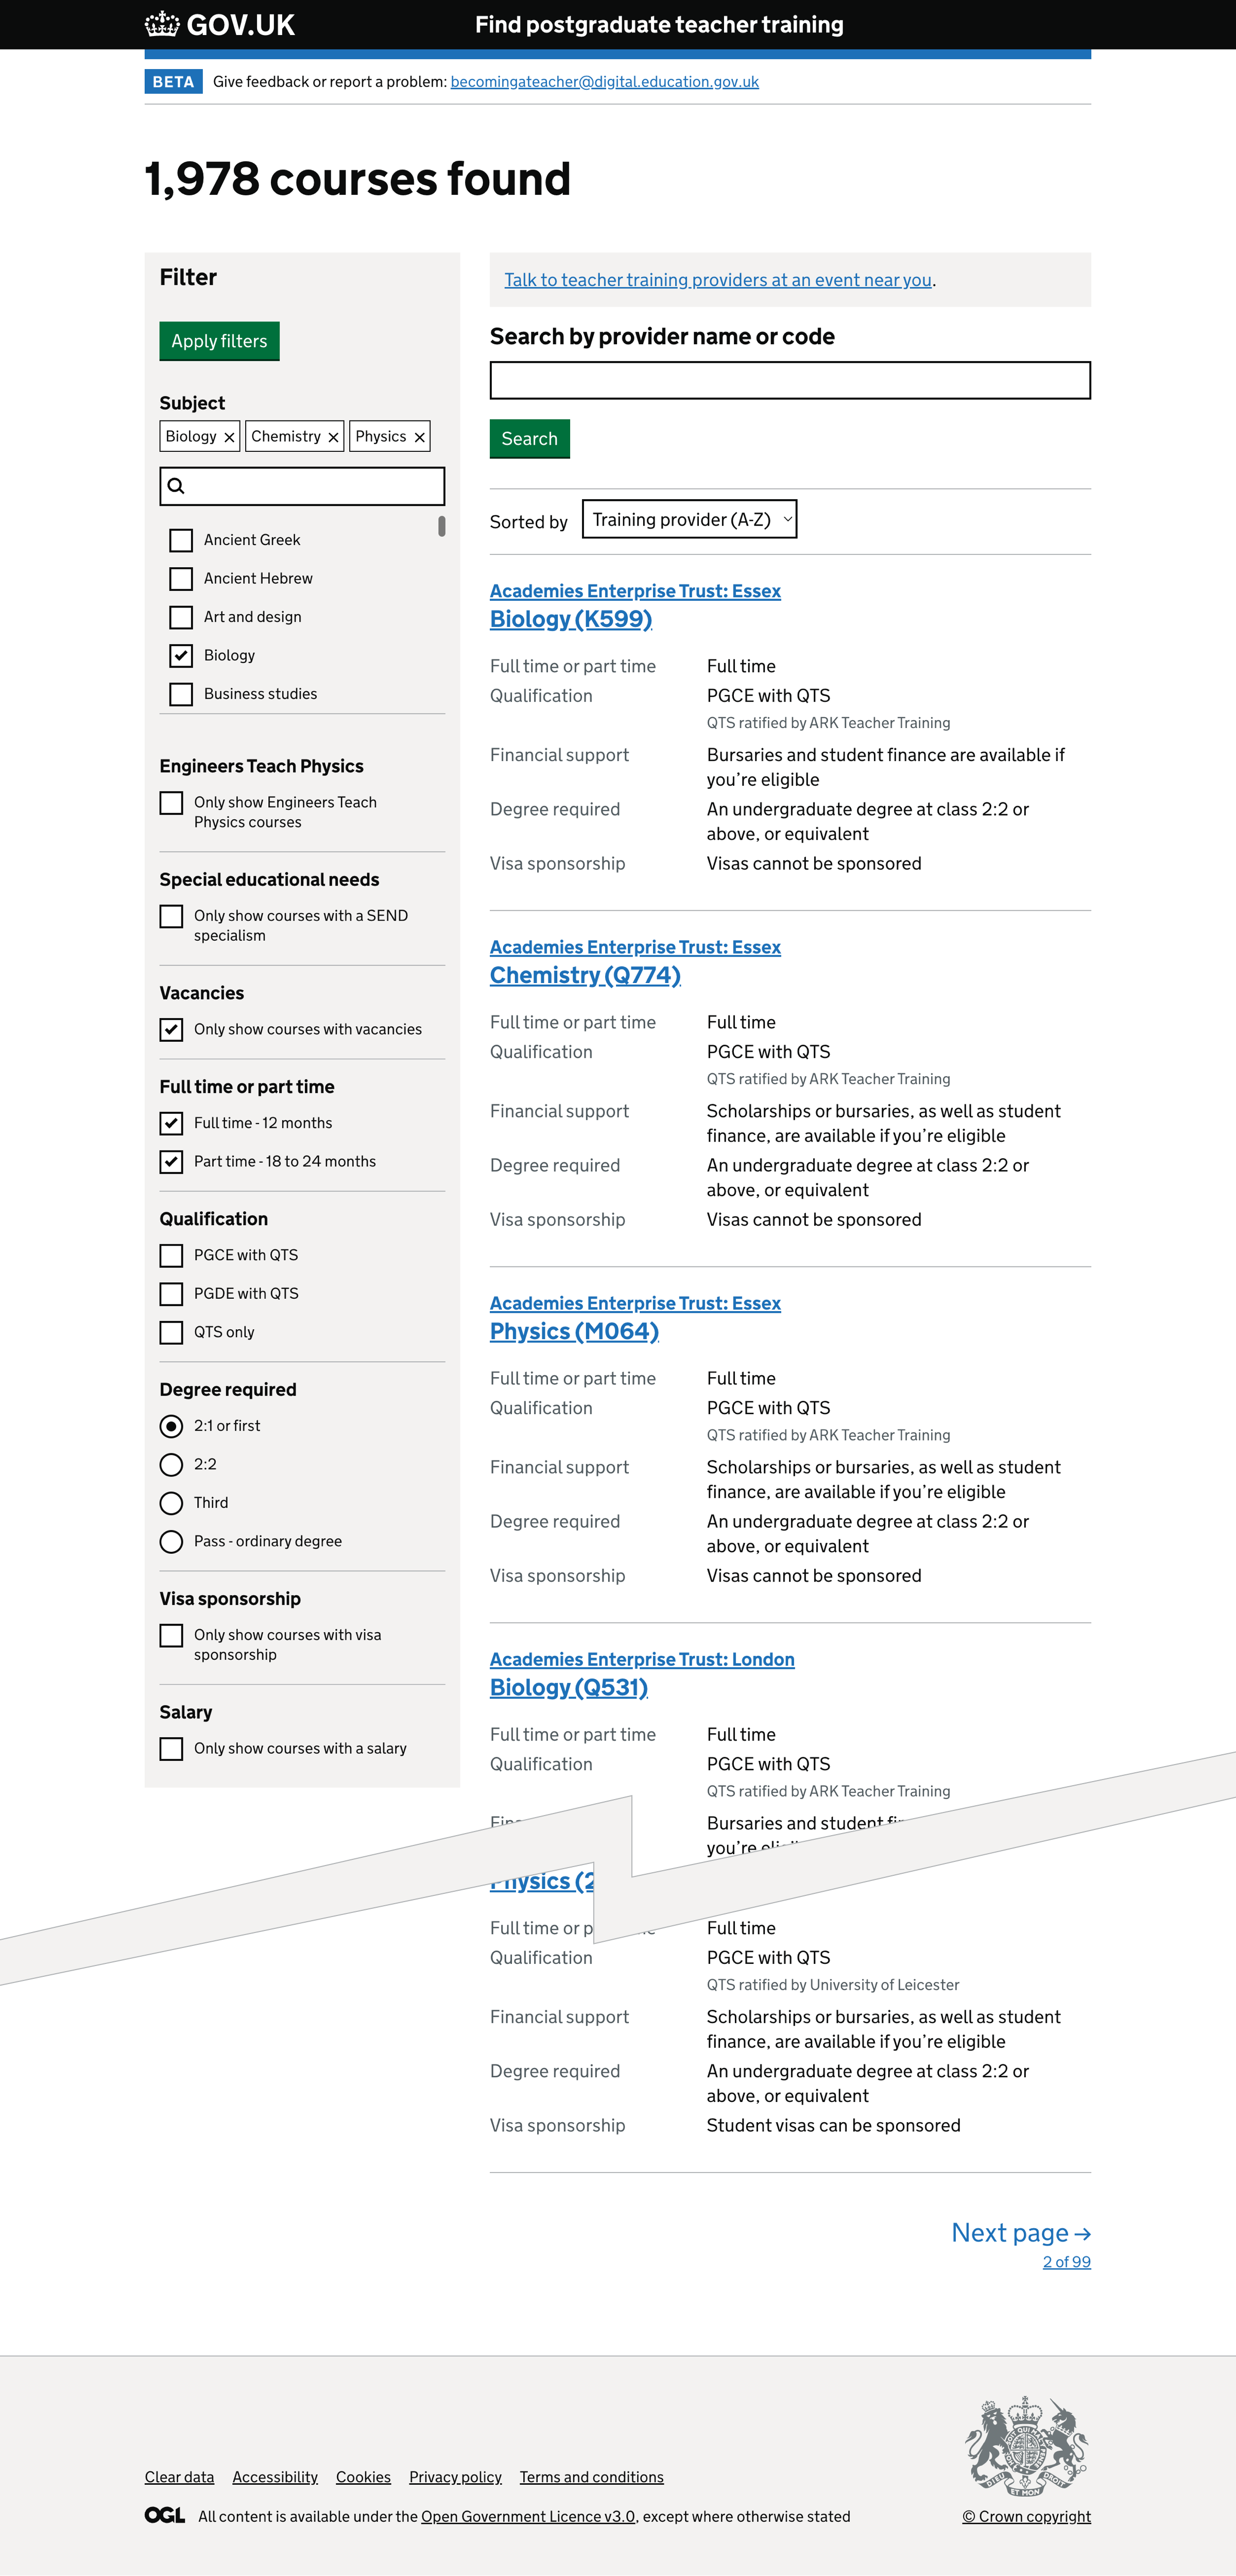 GOV.UK
Find postgraduate teacher training
BETA
Give feedback or report a problem: becomingateacher@digital.education.gov.uk
1,978 courses found
Filter
Apply filters
Subject
Biology
Chemistry
Physics
Ancient Greek
Ancient Hebrew
Art and design
Biology
Business studies
Engineers Teach Physics
Only show Engineers Teach
Physics courses
Special educational needs
Only show courses with a SEND
specialism
Vacancies
Only show courses with vacancies
Full time or part time
Full time - 12 months
Part time - 18 to 24 months
Qualification
PGCE with QTS
PGDE with QTS
QTS only
Degree required
2:1 or first
2:2
Third
Pass - ordinary degree
Visa sponsorship
Only show courses with visa
sponsorship
Salary
Only show courses with a salary
Talk to teacher training providers at an event near you.
Search by provider name or code
Search
Sorted by
Training provider (A-Z)
Academies Enterprise Trust: Essex
Biology (K599)
Full time or part time
Full time
Qualification
PGCE with QTS
QTS ratified by ARK Teacher Training
Financial support
Bursaries and student finance are available if
you’re eligible
Degree required
An undergraduate degree at class 2:2 or
above, or equivalent
Visa sponsorship
Visas cannot be sponsored
Academies Enterprise Trust: Essex
Chemistry (Q774)
Full time or part time
Full time
Qualification
PGCE with QTS
QTS ratified by ARK Teacher Training
Financial support
Scholarships or bursaries, as well as student
finance, are available if you’re eligible
Degree required
An undergraduate degree at class 2:2 or
above, or equivalent
Visa sponsorship
Visas cannot be sponsored
Academies Enterprise Trust: Essex
Physics (M064)
Full time or part time
Full time
Qualification
PGCE with QTS
QTS ratified by ARK Teacher Training
Financial support
Scholarships or bursaries, as well as student
finance, are available if you’re eligible
Degree required
An undergraduate degree at class 2:2 or
above, or equivalent
Visa sponsorship
Visas cannot be sponsored
Academies Enterprise Trust: London
Biology (Q531)
Full time or part time
Full time
Qualification
PGCE with QTS
QTS ratified by ARK Teacher Training
Bursaries and student
you’re
Physics (2
Full time or
Full time
Qualification
PGCE with QTS
QTS ratified by University of Leicester
Financial support
Scholarships or bursaries, as well as student
finance, are available if you’re eligible
Degree required
An undergraduate degree at class 2:2 or
above, or equivalent
Visa sponsorship
Student visas can be sponsored
Next page
2 of 99
Clear data
Accessibility
Cookies
Privacy policy
Terms and conditions
OGL
All content is available under the Open Government Licence v3.0, except where otherwise stated
© Crown copyright